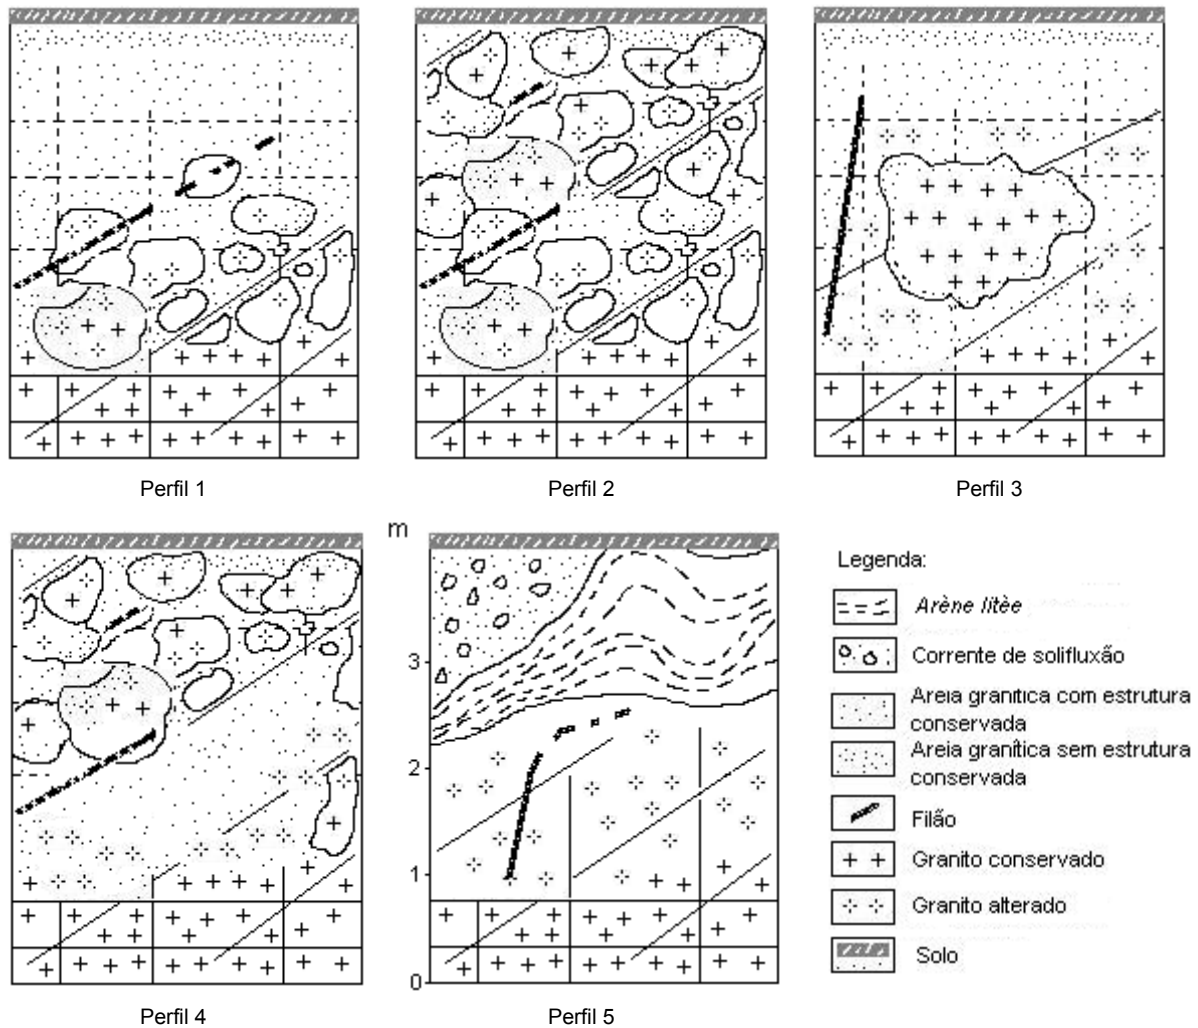 Perfil 1
Perfil 2
Perfil 3
m
3
2
1
0
Legenda:
Arène litèe
Corrente de solifluxão
Areia granítica com estrutura
conservada
Areia granítica sem estrutura
conservada
Filão
Granito conservado
Granito alterado
Solo
Perfil 4
Perfil 5